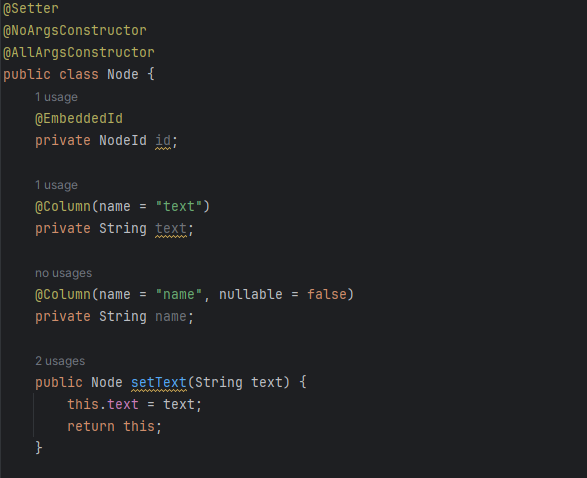 @Setter
@NoArgsConstructor
@AllArgsConstructor
public class Node {
1 usage
@EmbeddedId
private NodeId id;
1 usage
@Column(name = "text")
private String text;
no usages
@Column(name = "name", nullable = false)
private String name;
2 usages
public Node setText(String text) {
this.text = text;
return this;
}